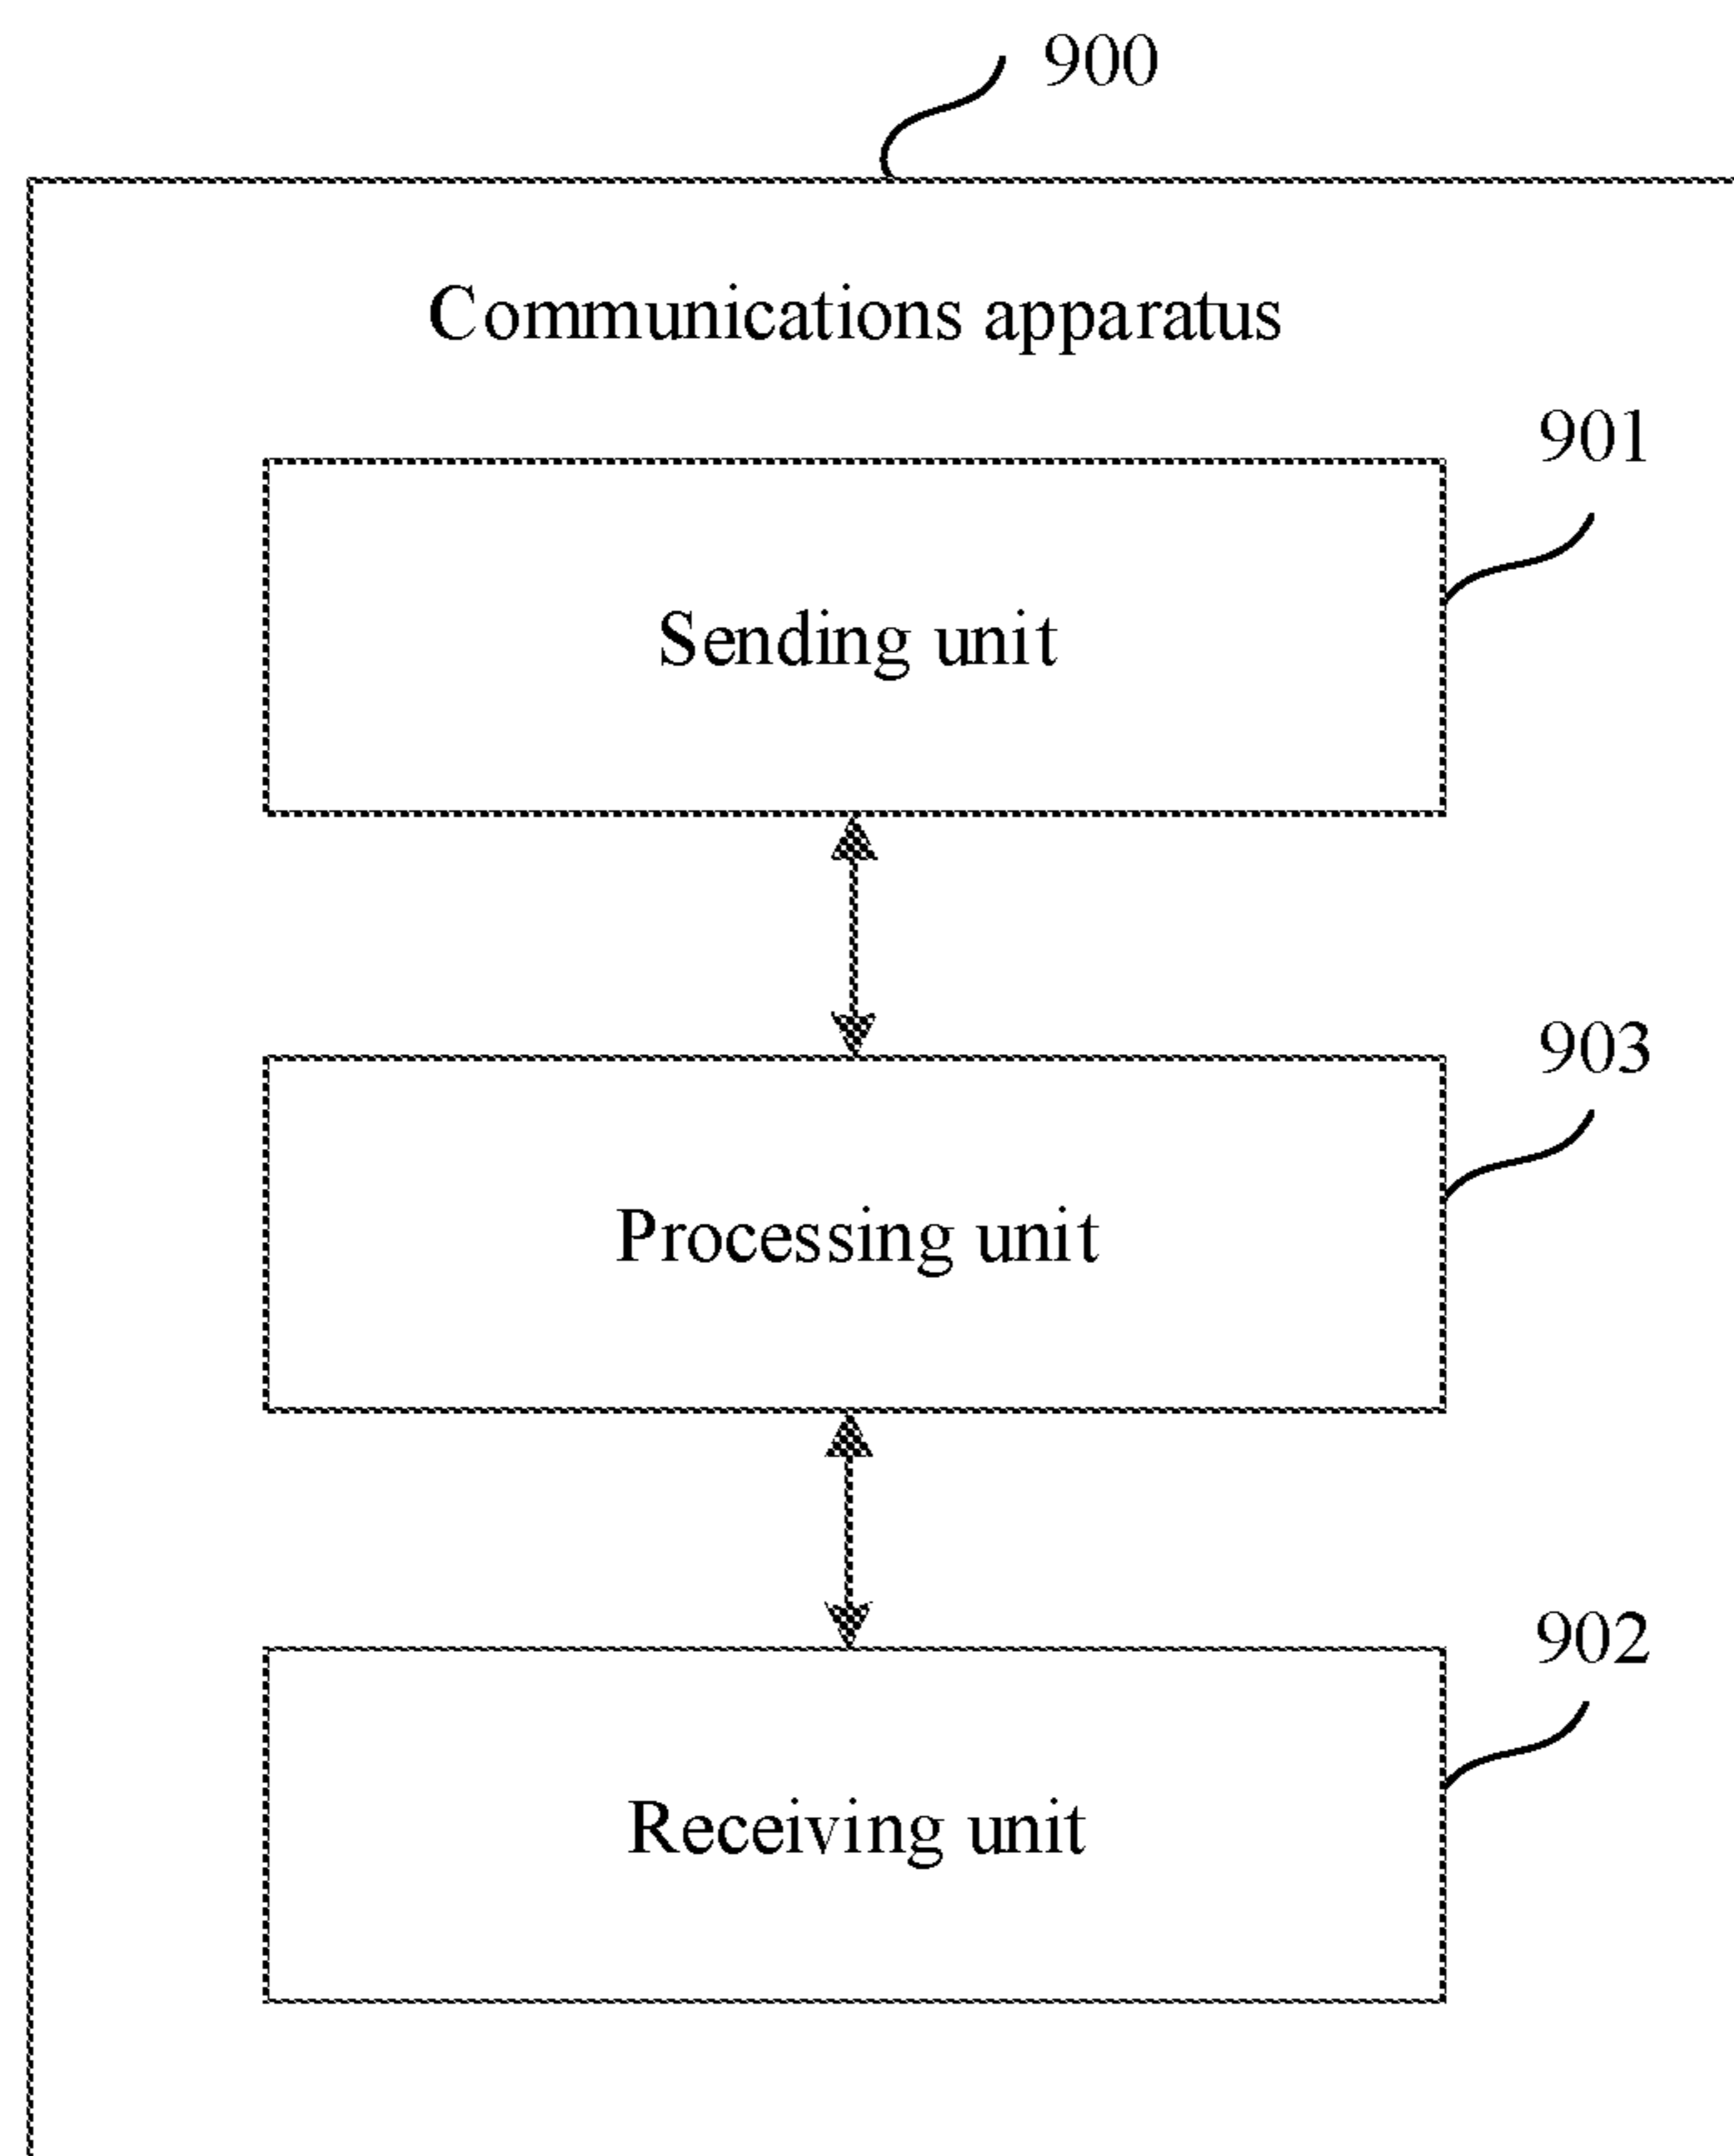 900
Communications apparatus
901
Sending unit
903
Processing unit
902
Receiving unit